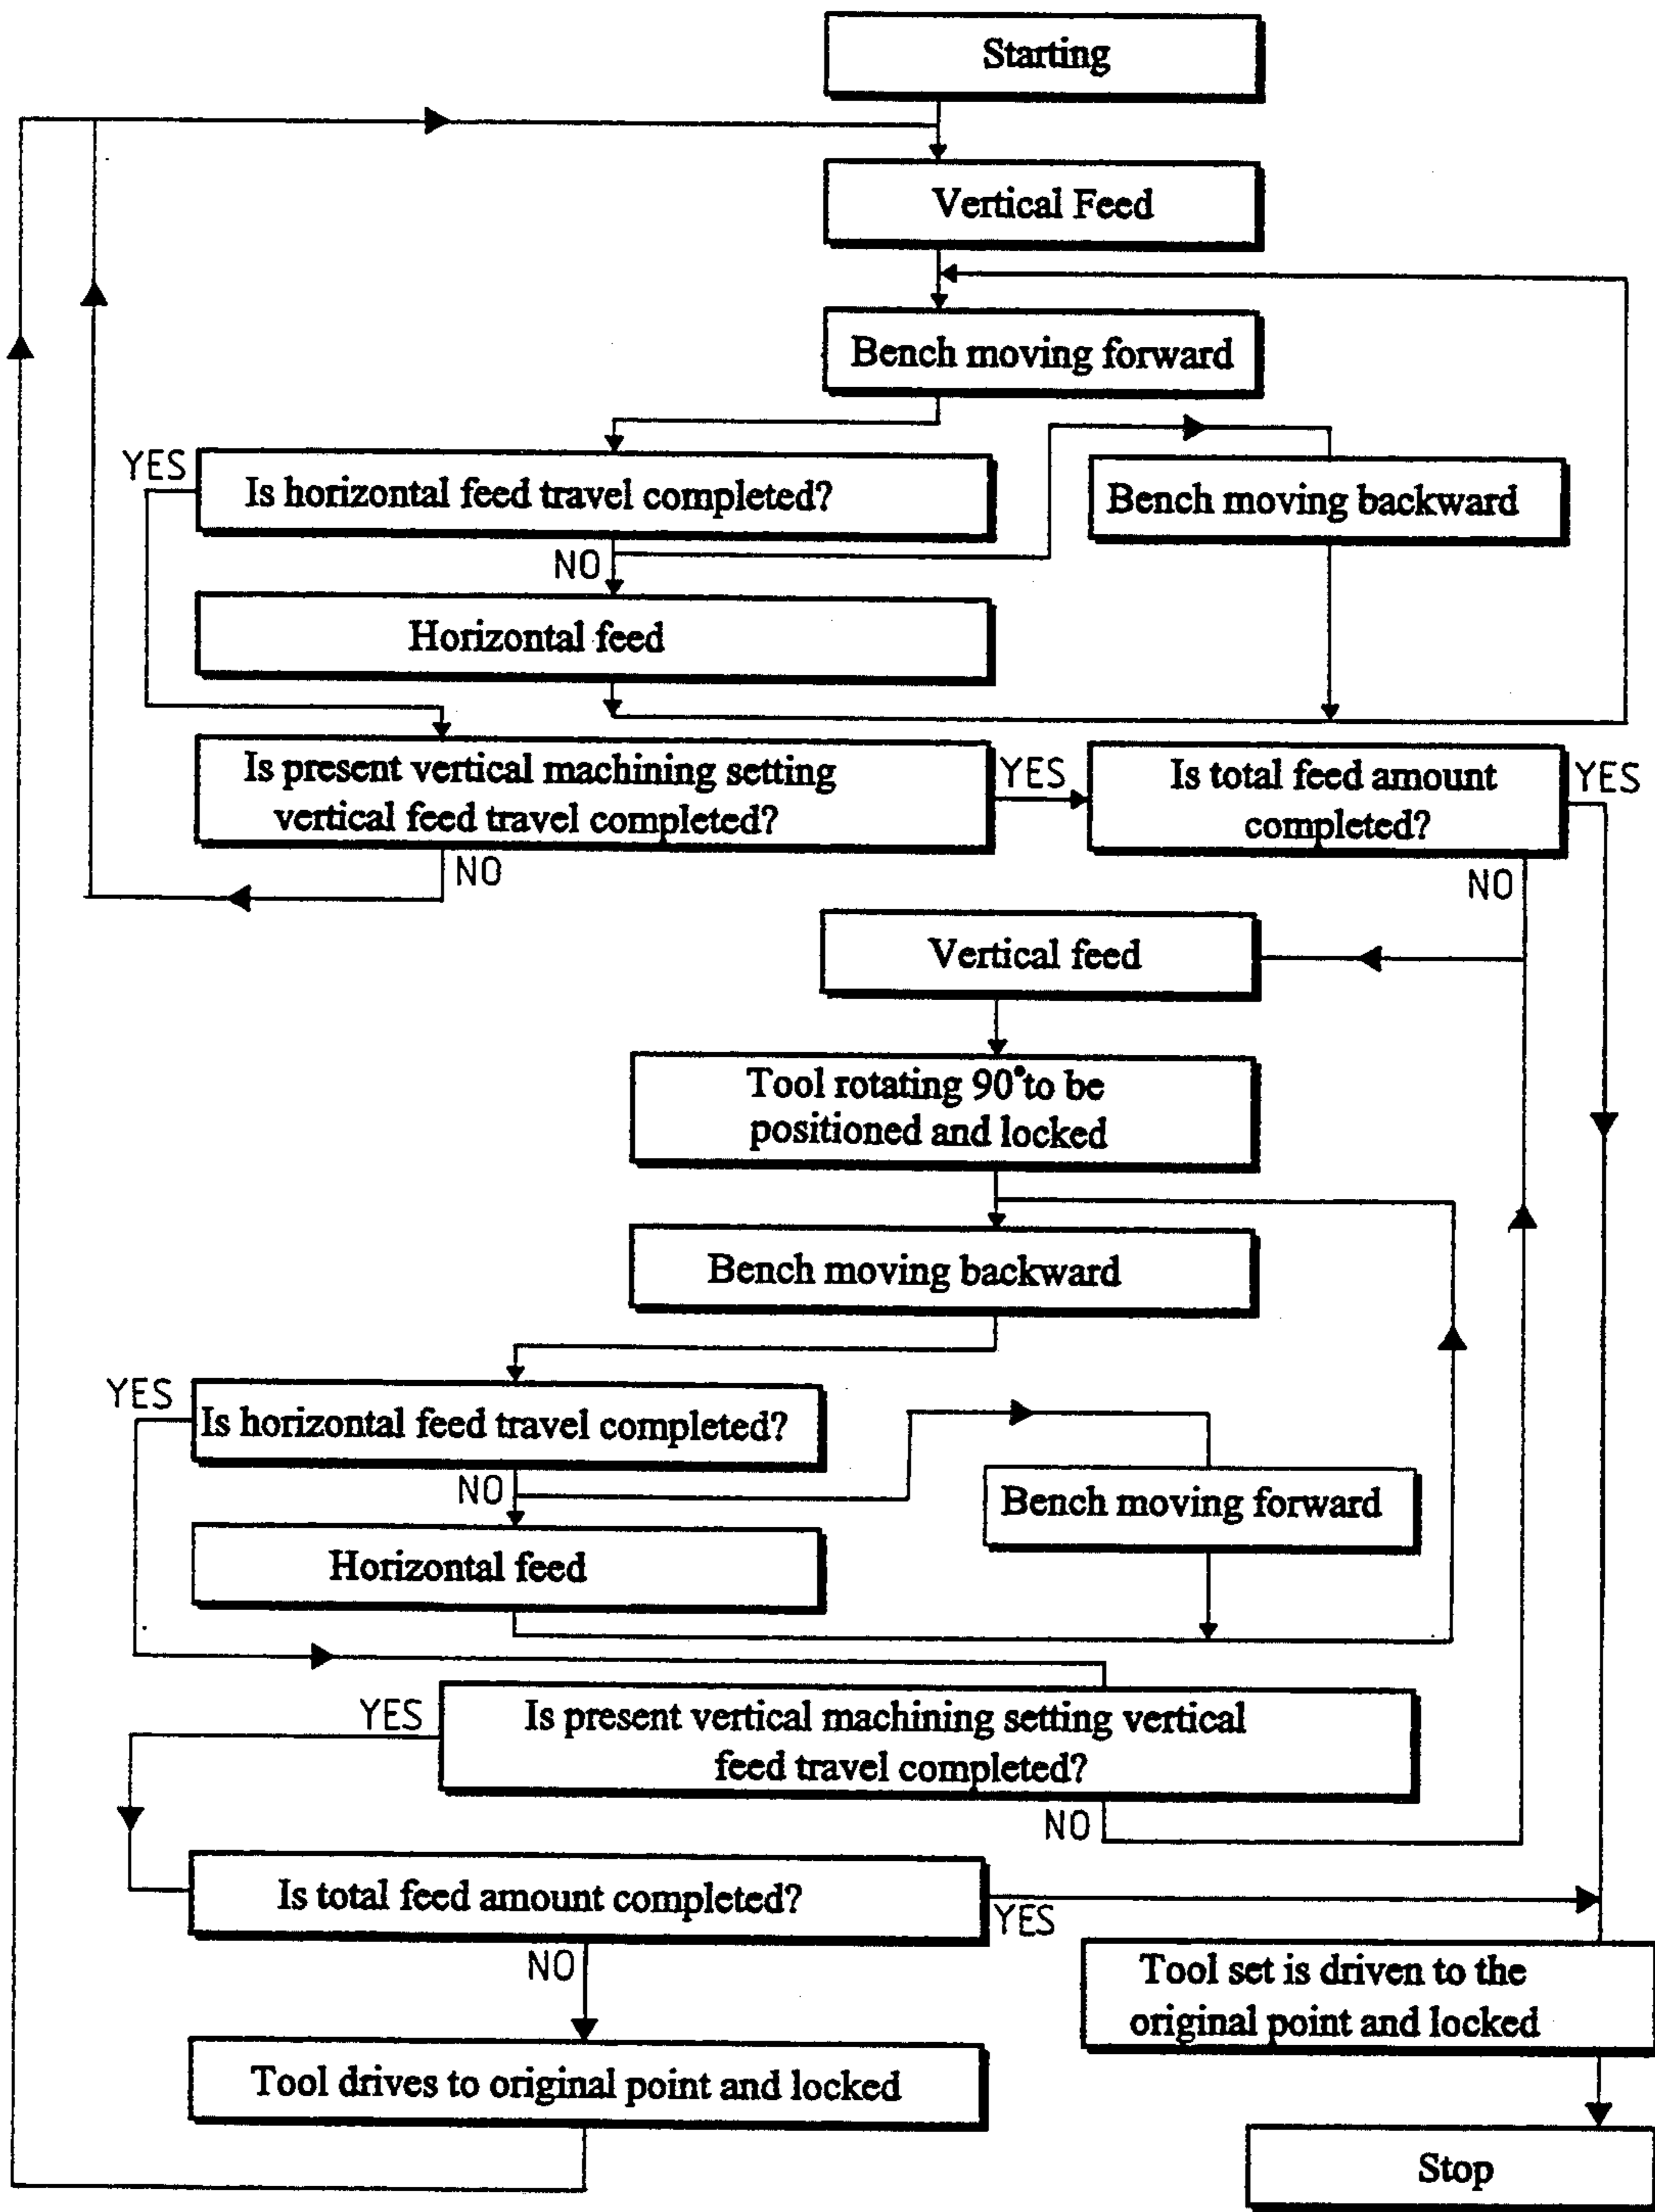 Starting
Vertical Feed
Bench moving forward
YES
Is horizontal feed travel completed?
Bench moving backward
NO
Horizontal feed
Is present vertical machining setting
vertical feed travel completed?
YES
Is total feed amount
completed?
YES
NO
NO
Vertical feed
Tool rotating 90°to be
positioned and locked
Bench moving backward
YES
Is horizontal feed travel completed?
NO
Bench moving forward
Horizontal feed
YES
Is present vertical machining setting vertical
feed travel completed?
NO
Is total feed amount completed?
YES
NO
Tool set is driven to the
original point and locked
Tool drives to original point and locked
Stop